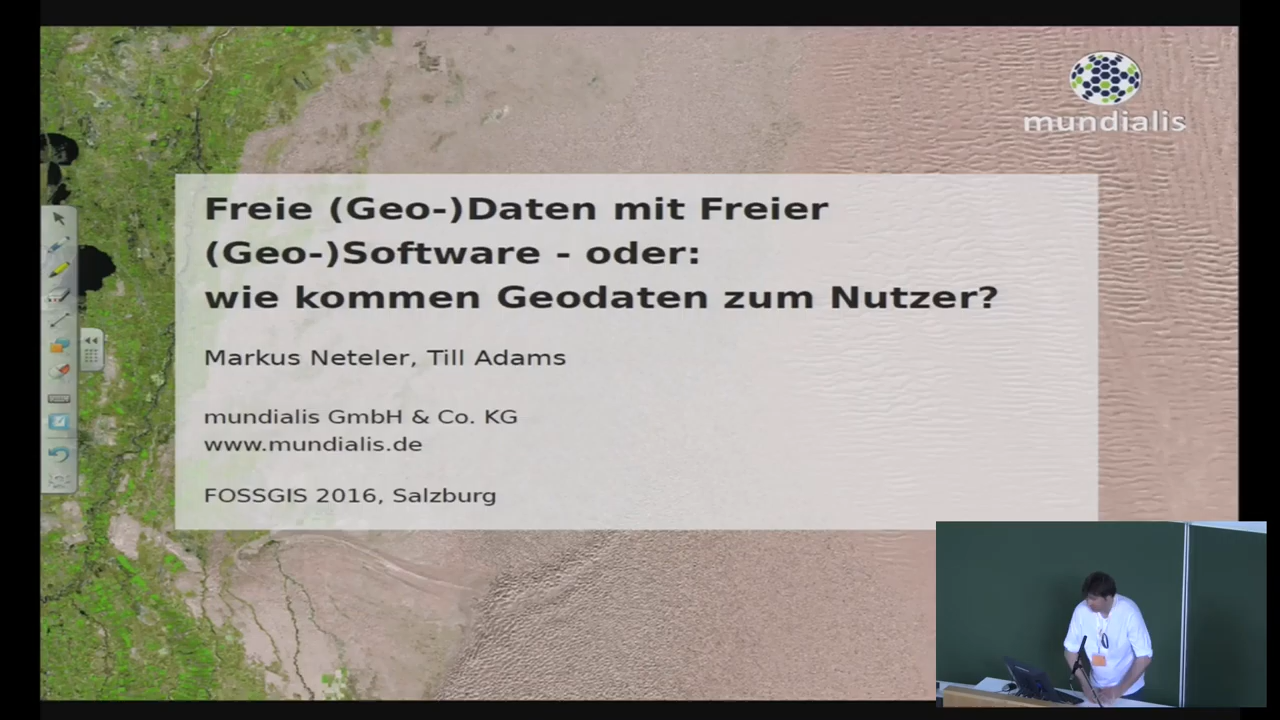 mundialis
Freie (Geo-)Daten mit Freier
(Geo-)Software - oder:
wie kommen Geodaten zum Nutzer?
Markus Neteler, Till Adams
mundialis GmbH & Co. KG
www.mundialis.de
FOSSGIS 2016, Salzburg